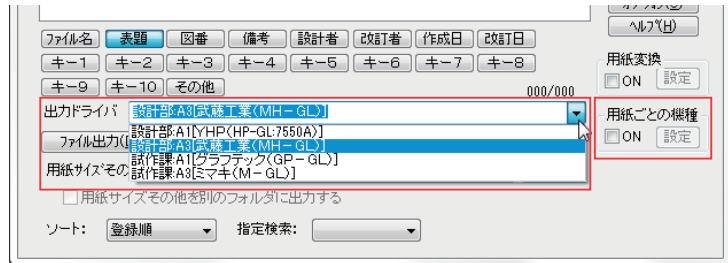 ヘルプ(H)
ファイル名 表題 図番 備考 設計者 改訂者 作成日 改訂日
キー1 キー2 キー3 キー4 キー5 キー6 キー7 キー8
用紙変換
キー9 キー10 その他 000/000
ON 設定
出力ドライバ 設計部:A3[武藤工業(MH-GL)]
用紙ごとの機種
設計部:A1[YHP(HP-GL:7550A)]
ファイル出力(
設計部:A3[武藤工業(MH-GL)]
ON 設定
試作課:A1[グラフテック(GP-GL)]
用紙サイズその
試作課:A3[ミマキ(M-GL)]
用紙サイズその他を別のフォルダに出力する
ソート: 登録順 指定検索: